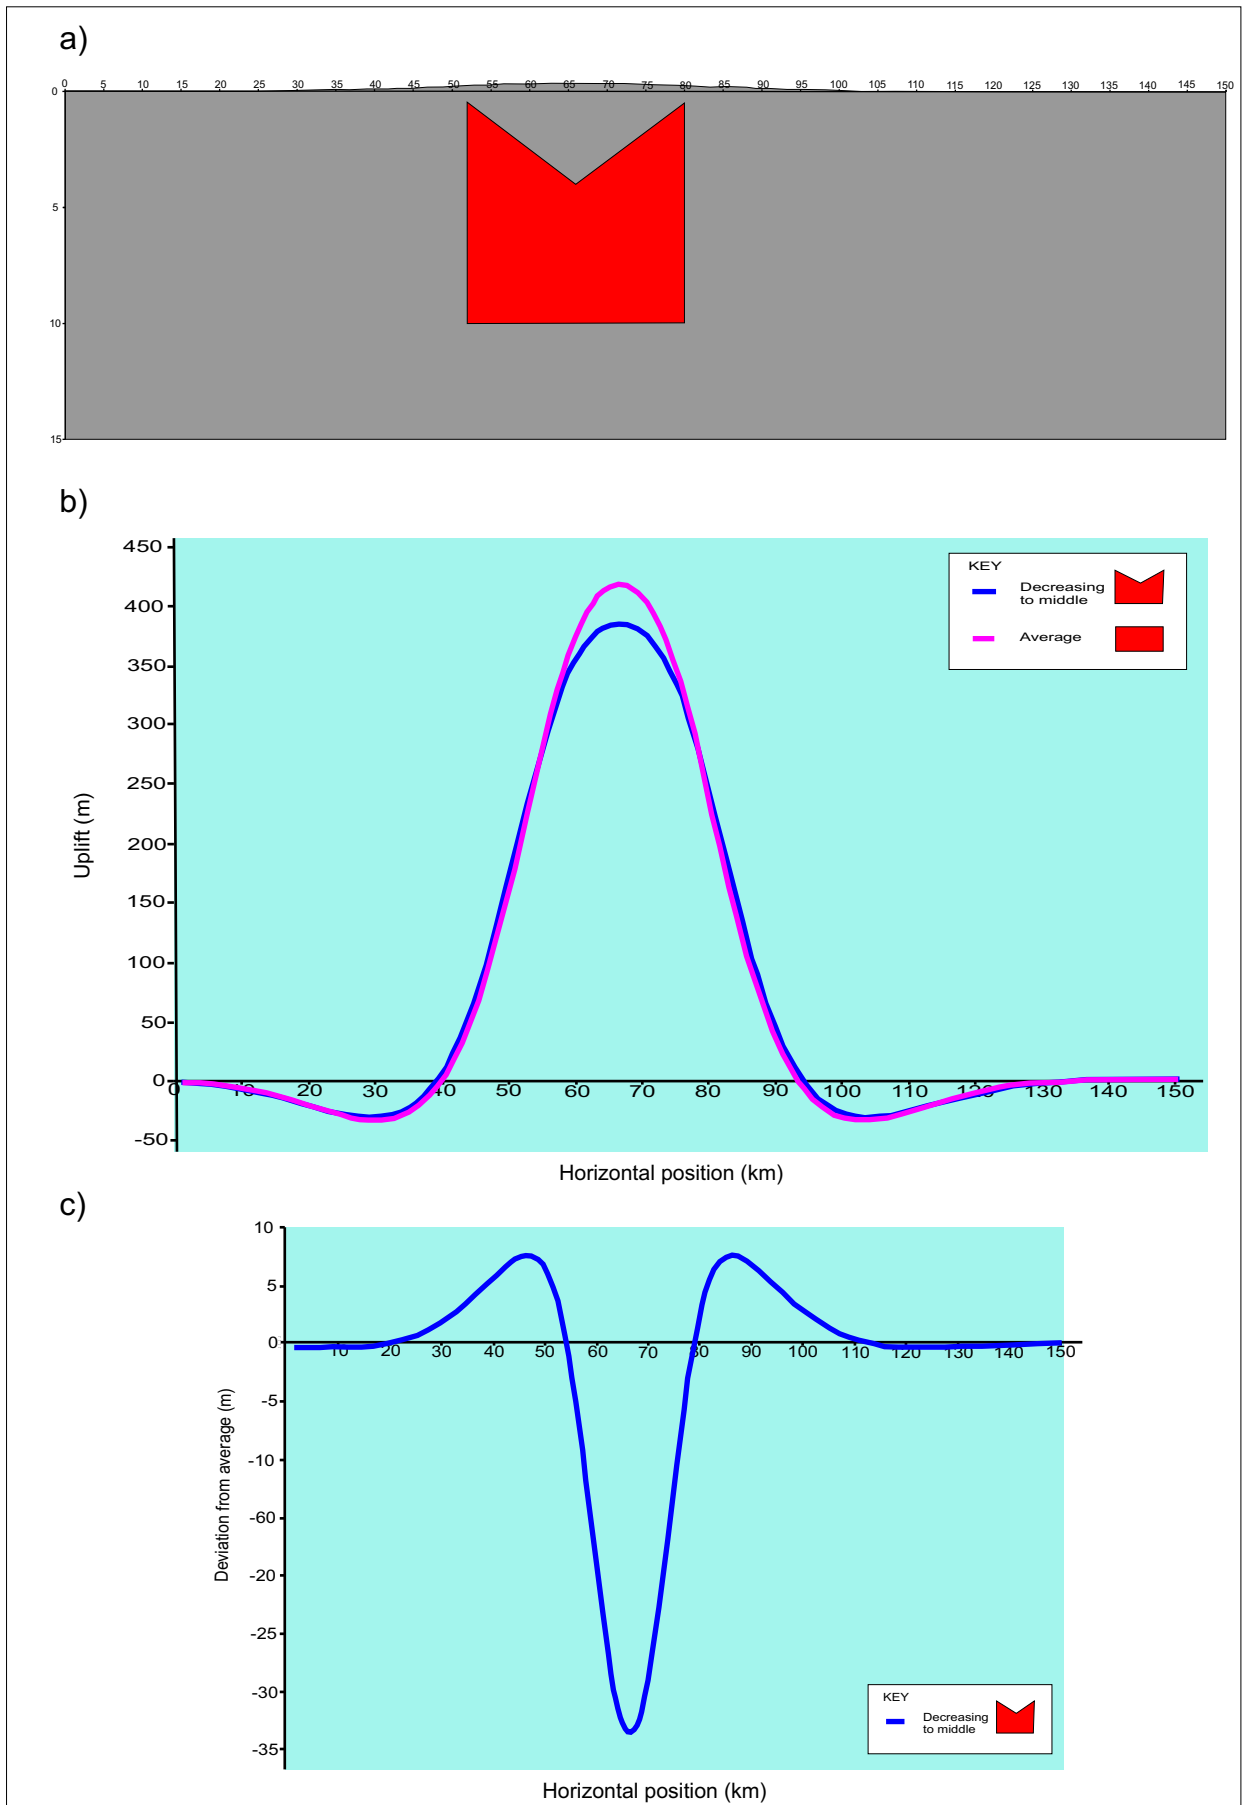 a)
0 5 10 15 20 25 30 35 40 45 50 55 60 65 70 75 80 85 90 95 100 105 110 115 120 125 130 135 140 145 150
0
5
10
15
b)
450
400
350
300
250
200
150
100
50
0
-50
Uplift (m)
KEY
Decreasing
to middle
Average
0 10 20 30 40 50 60 70 80 90 100 110 120 130 140 150
Horizontal position (km)
c)
10
5
0
-5
-10
-60
-20
-25
-30
-35
Deviation from average (m)
10 20 30 40 50 60 70 80 90 100 110 120 130 140 150
KEY
Decreasing
to middle
Horizontal position (km)